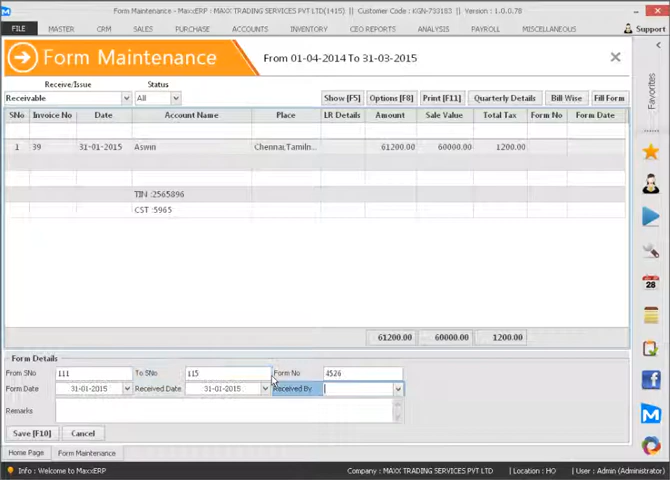 Form Maintenance - MaxxERP : MAXX TRADING SERVICES PVT LTD(1415) || Customer Code : KGN-733163 || Version : 1.0.0.78
FILE MASTER CRM SALES PURCHASE ACCOUNTS INVENTORY CEO REPORTS ANALYSIS PAYROLL MISCELLANEOUS Support
Form Maintenance From 01-04-2014 To 31-03-2015
Favorites
Receive/Issue Status
Receivable All Show [F5] Options [F8] Print [F11] Quarterly Details Bill Wise Fill Form
SNo Invoice No Date Account Name Place LR Details Amount Sale Value Total Tax Form No Form Date
1 39 31-01-2015 Aswin Chennai,Tamiln... 61200.00 60000.00 1200.00
TIN :2565896
CST :5965
28
61200.00 60000.00 1200.00
Form Details
From SNo 111 To SNo 115 Form No 4526
Form Date 31-01-2015 Received Date 31-01-2015 Received By
Remarks
Save [F10] Cancel
Home Page Form Maintenance
Info : Welcome to MaxxERP Company : MAXX TRADING SERVICES PVT LTD | Location : HO | User : Admin (Administrator)